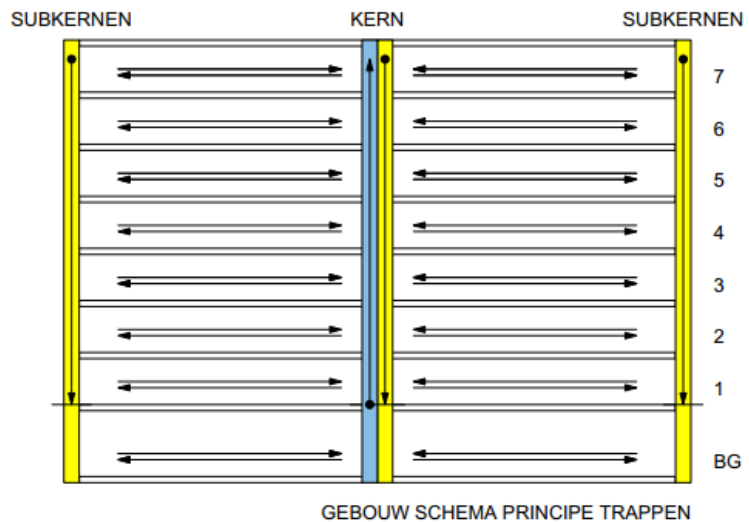 SUBKERNEN KERN SUBKERNEN
7
6
5
4
3
2
1
BG
GEBOUW SCHEMA PRINCIPE TRAPPEN